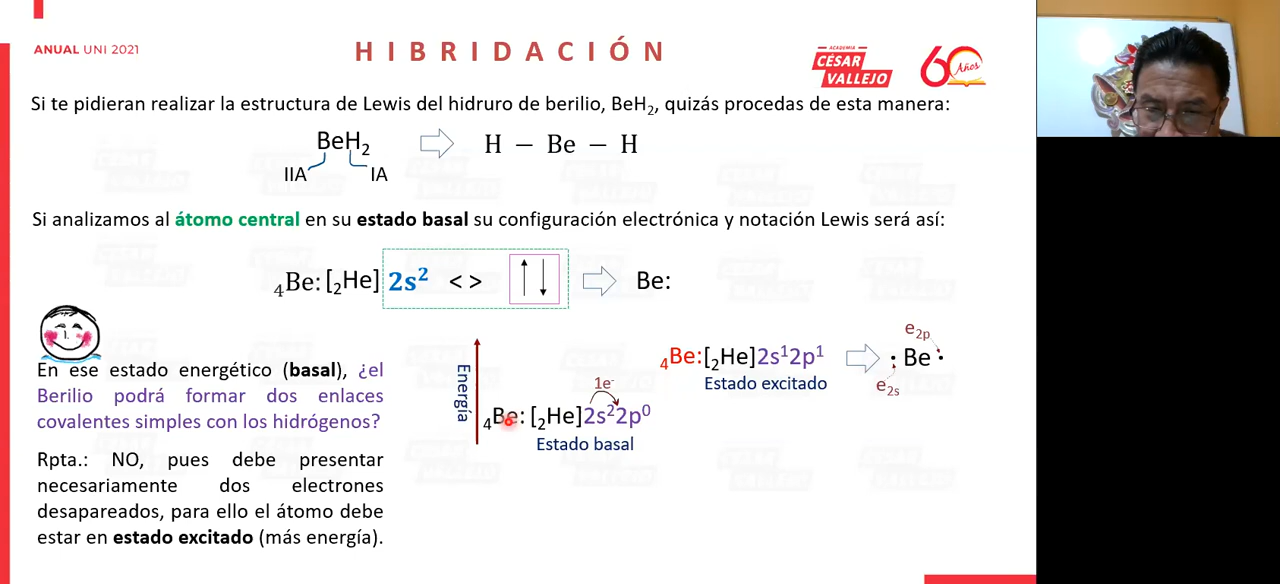 ANUAL UNI 2021
HIBRIDACIÓN
ACADEMIA
CÉSAR
VALLEJO
60 Años
Si te pidieran realizar la estructura de Lewis del hidruro de berilio, BeH₂, quizás procedas de esta manera:
BeH₂ H − Be − H
IIA IA
Si analizamos al átomo central en su estado basal su configuración electrónica y notación Lewis será así:
₄Be: [₂He] 2s² < > ↑↓ Be:
En ese estado energético (basal), ¿el
Berilio podrá formar dos enlaces
covalentes simples con los hidrógenos?
Rpta.: NO, pues debe presentar
necesariamente dos electrones
desapareados, para ello el átomo debe
estar en estado excitado (más energía).
Energía
1e⁻
₄Be: [₂He]2s²2p⁰
Estado basal
₄Be:[₂He]2s¹2p¹
Estado excitado
e₂ₚ
· Be ·
e₂ₛ